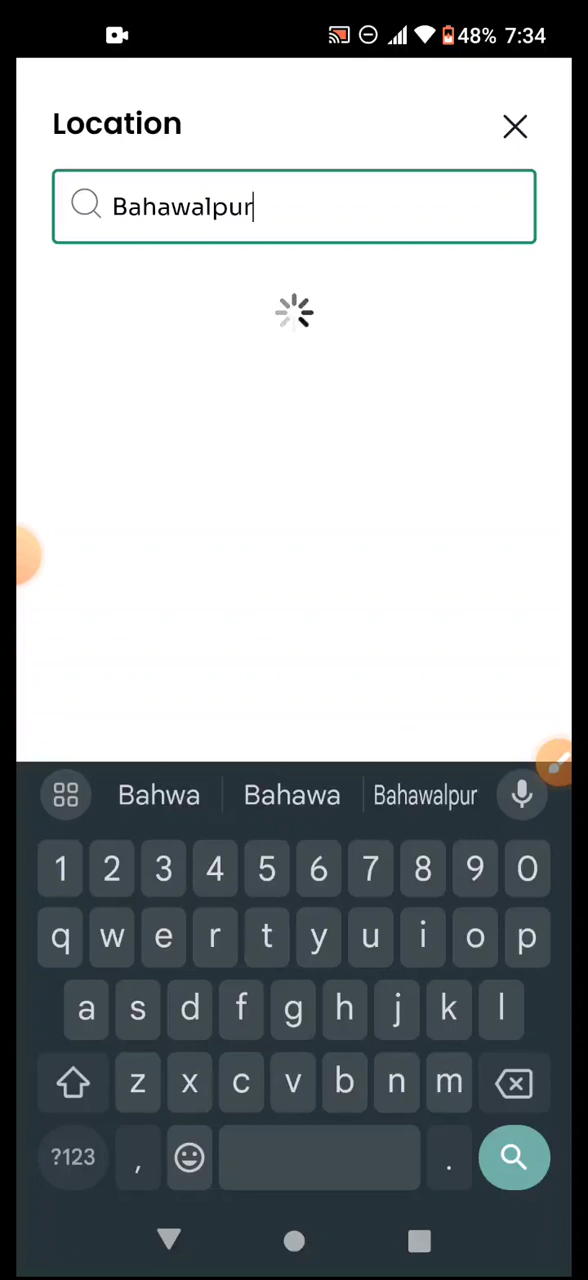 48% 7:34
Location
Bahawalpur
Bahwa Bahawa Bahawalpur
1 2 3 4 5 6 7 8 9 0
q w e r t y u i o p
a s d f g h j k l
z x c v b n m
?123 , .